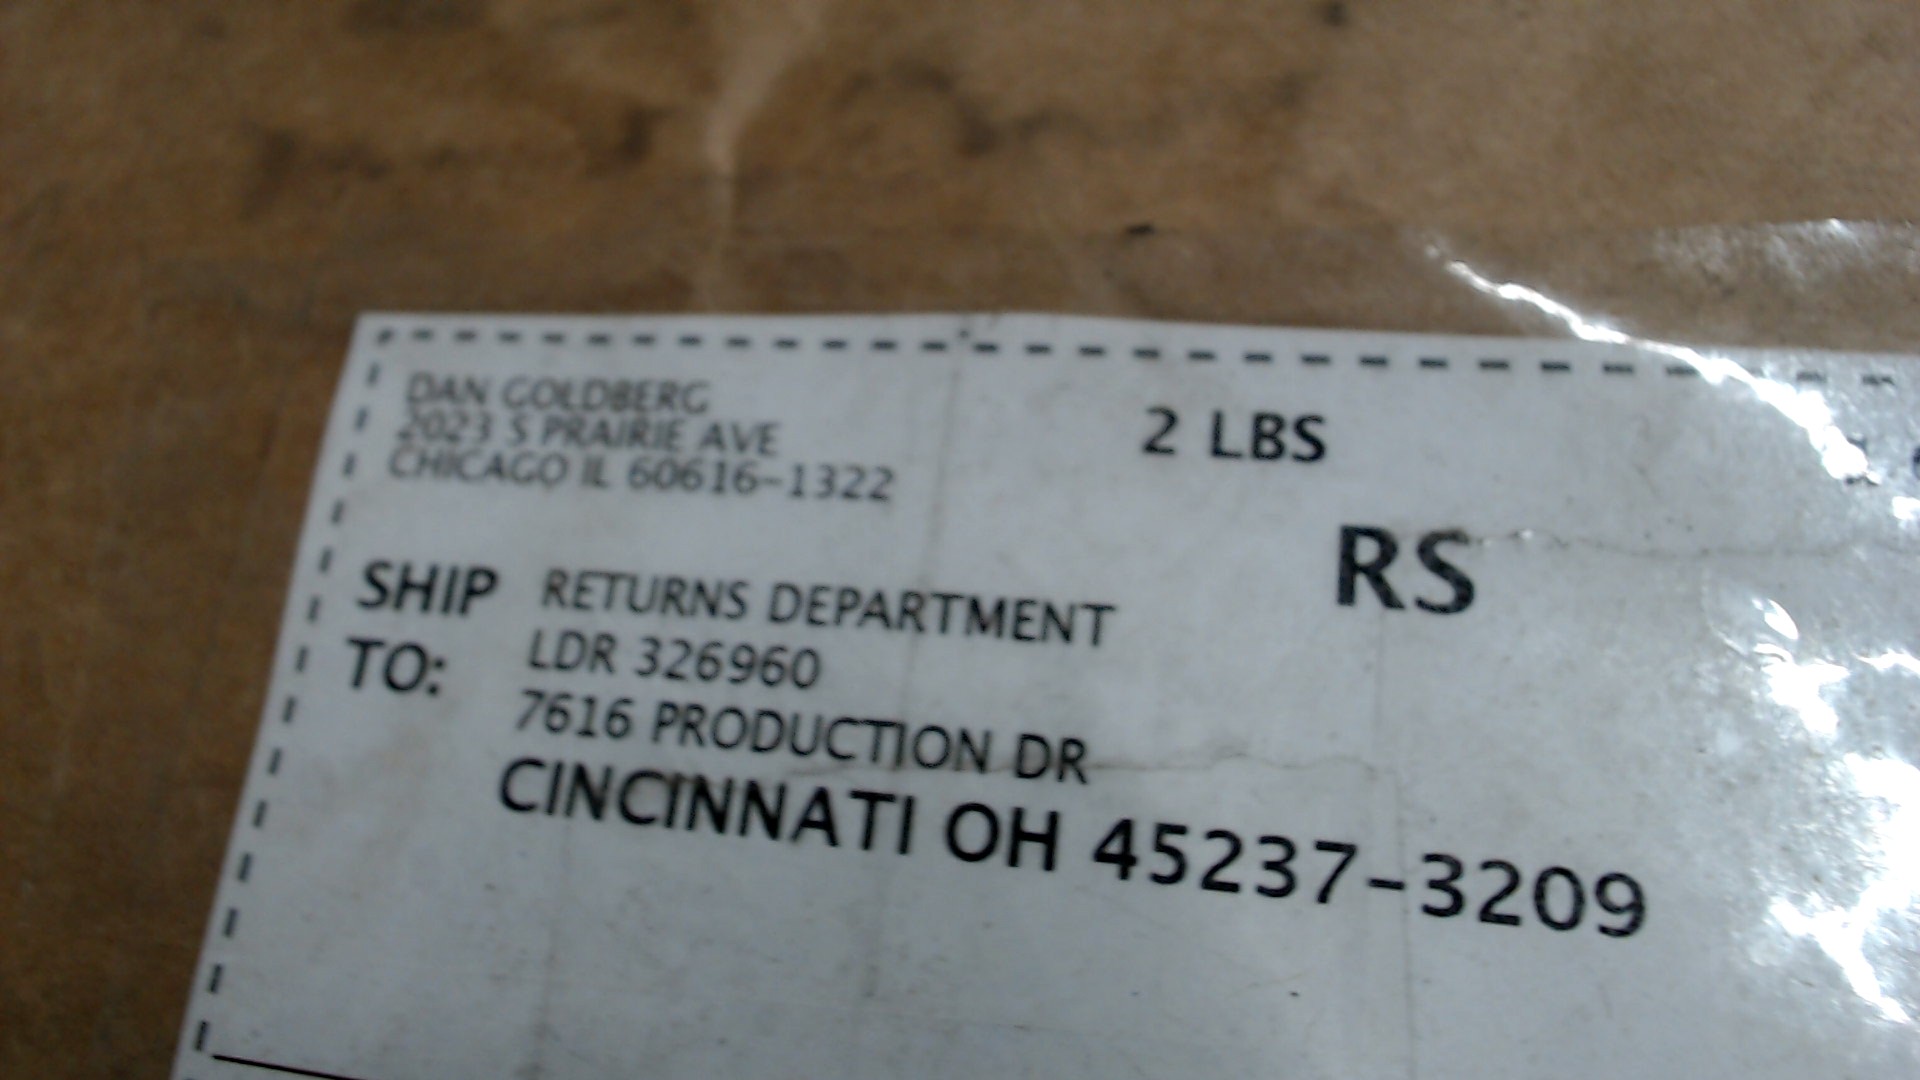 DAN GOLDBERG
2023 S PRAIRIE AVE
CHICAGO IL 60616-1322
2 LBS
RS
SHIP TO:
RETURNS DEPARTMENT
LDR 326960
7616 PRODUCTION DR
CINCINNATI OH 45237-3209